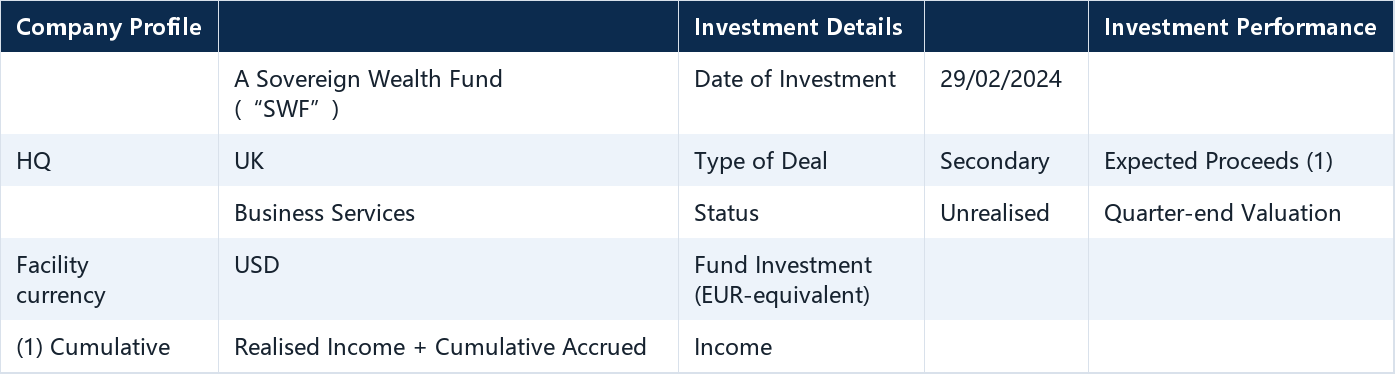 Company Profile Investment Details Investment Performance
A Sovereign Wealth Fund Date of Investment 29/02/2024
(“SWF”)
HQ UK Type of Deal Secondary Expected Proceeds (1)
Business Services Status Unrealised Quarter-end Valuation
Facility USD Fund Investment
currency (EUR-equivalent)
(1) Cumulative Realised Income + Cumulative Accrued Income